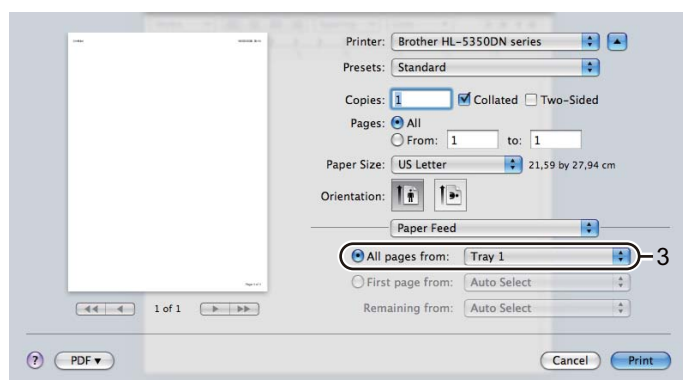 Printer: Brother HL-5350DN series
Presets: Standard
Copies: 1 Collated Two-Sided
Pages: All
From: 1 to: 1
Paper Size: US Letter 21,59 by 27,94 cm
Orientation:
Paper Feed
All pages from: Tray 1 3
First page from: Auto Select
Remaining from: Auto Select
1 of 1
? PDF Cancel Print